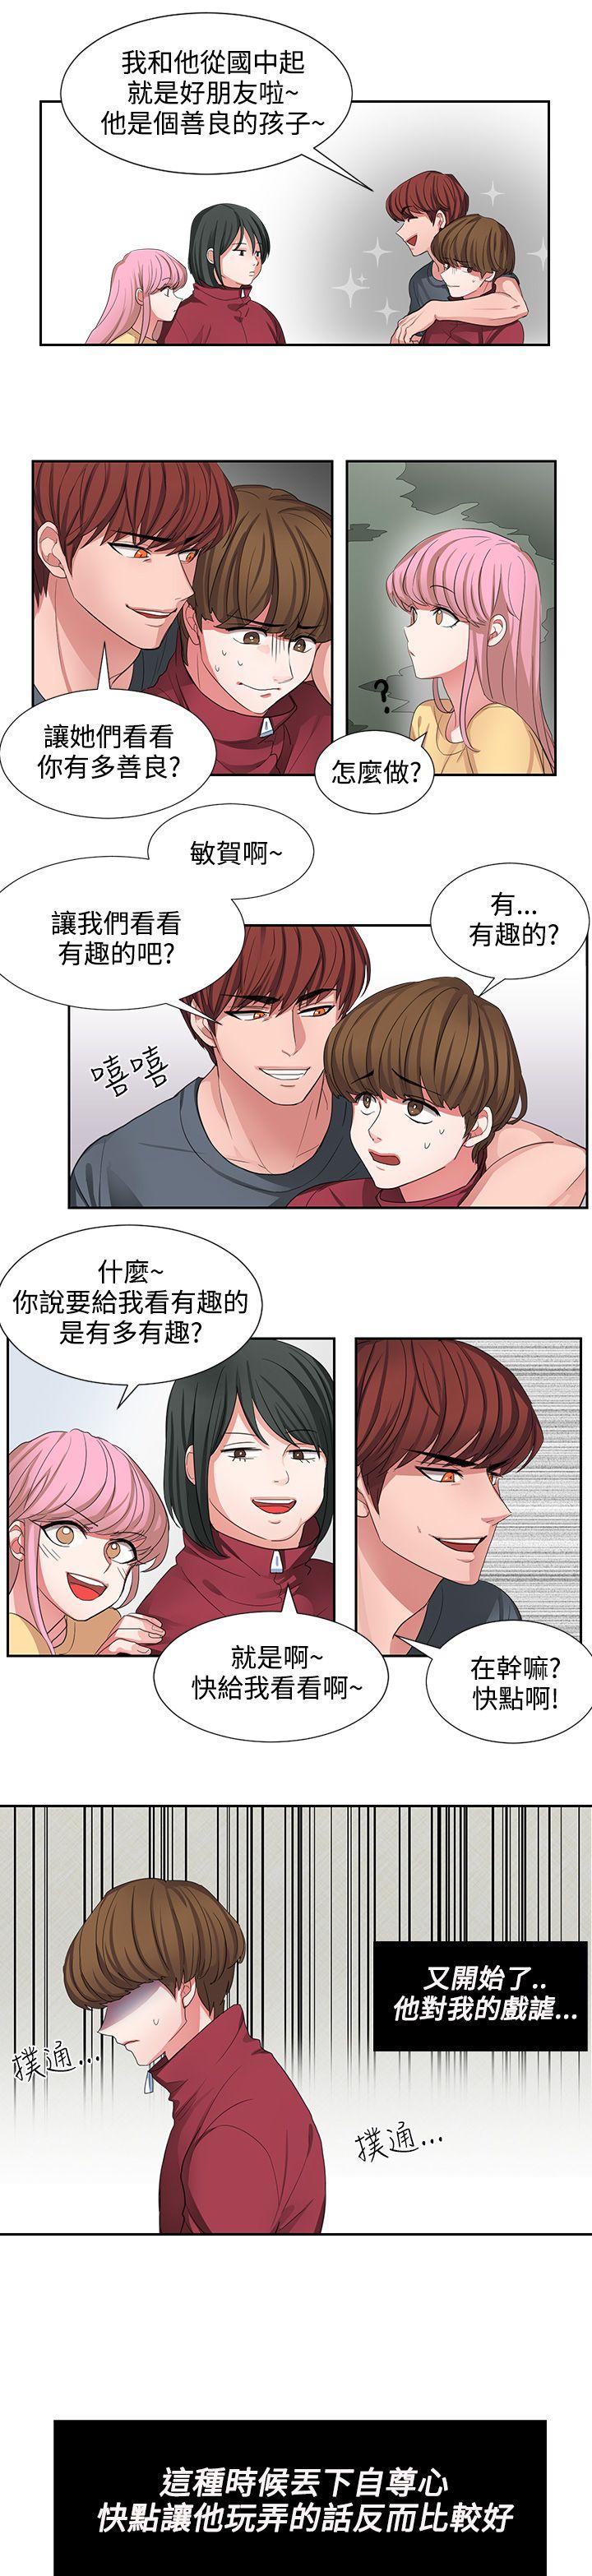 我和他從國中起
就是好朋友啦~
他是個善良的孩子~
讓她們看看
你有多善良?
?
怎麼做?
敏賀啊~
讓我們看看
有趣的吧?
有...
有趣的?
嘻嘻
什麼~
你說要給我看有趣的
是有多有趣?
就是啊~
快給我看看啊~
在幹嘛?
快點啊!
又開始了..
他對我的戲謔...
撲通...
撲通...
這種時候丟下自尊心
快點讓他玩弄的話反而比較好